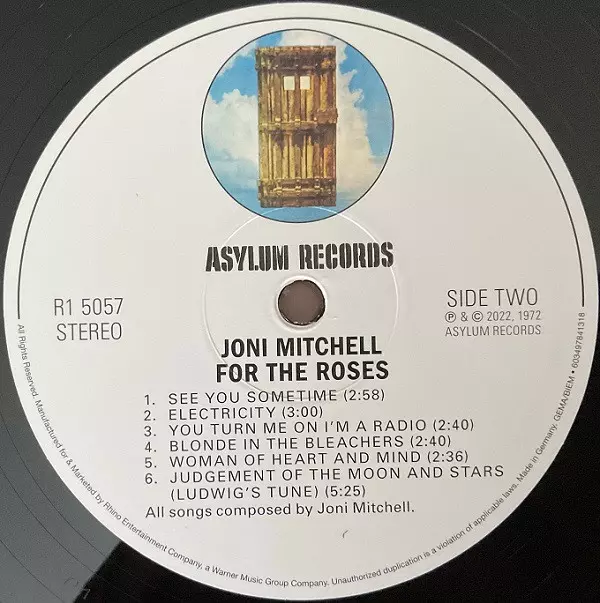 ASYLUM RECORDS
R1 5057
STEREO
SIDE TWO
Ⓟ & © 2022, 1972
ASYLUM RECORDS
JONI MITCHELL
FOR THE ROSES
1. SEE YOU SOMETIME (2:58)
2. ELECTRICITY (3:00)
3. YOU TURN ME ON I'M A RADIO (2:40)
4. BLONDE IN THE BLEACHERS (2:40)
5. WOMAN OF HEART AND MIND (2:36)
6. JUDGEMENT OF THE MOON AND STARS
(LUDWIG'S TUNE) (5:25)
All songs composed by Joni Mitchell.
All Rights Reserved. Manufactured for & Marketed by Rhino Entertainment Company, a Warner Music Group Company. Unauthorized duplication is a violation of applicable laws. Made in Germany. GEMA/BIEM • 603497841318